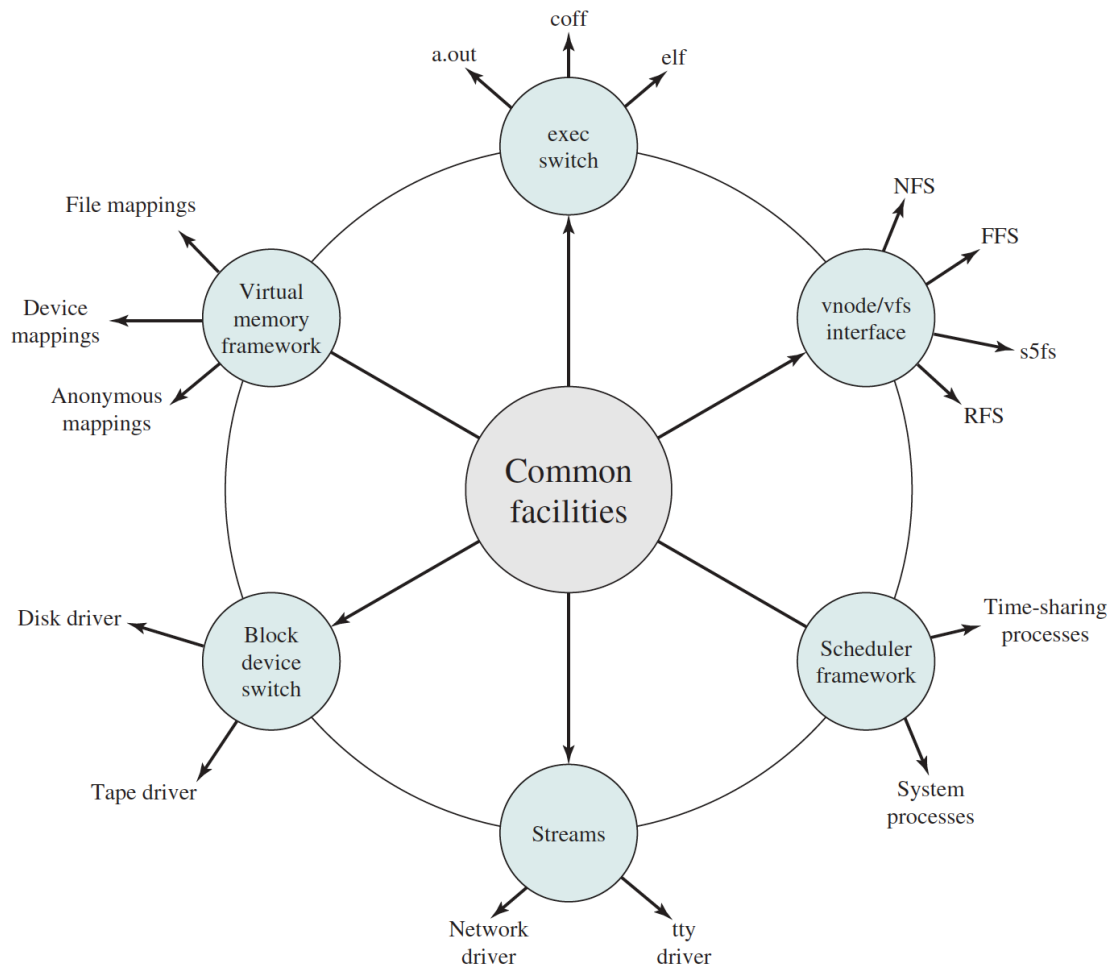 coff
a.out
elf
exec
switch
NFS
File mappings
FFS
Virtual
memory
framework
vnode/vfs
interface
Device
mappings
s5fs
Anonymous
mappings
RFS
Common
facilities
Disk driver
Block
device
switch
Time-sharing
processes
Scheduler
framework
Tape driver
System
processes
Streams
Network
driver
tty
driver